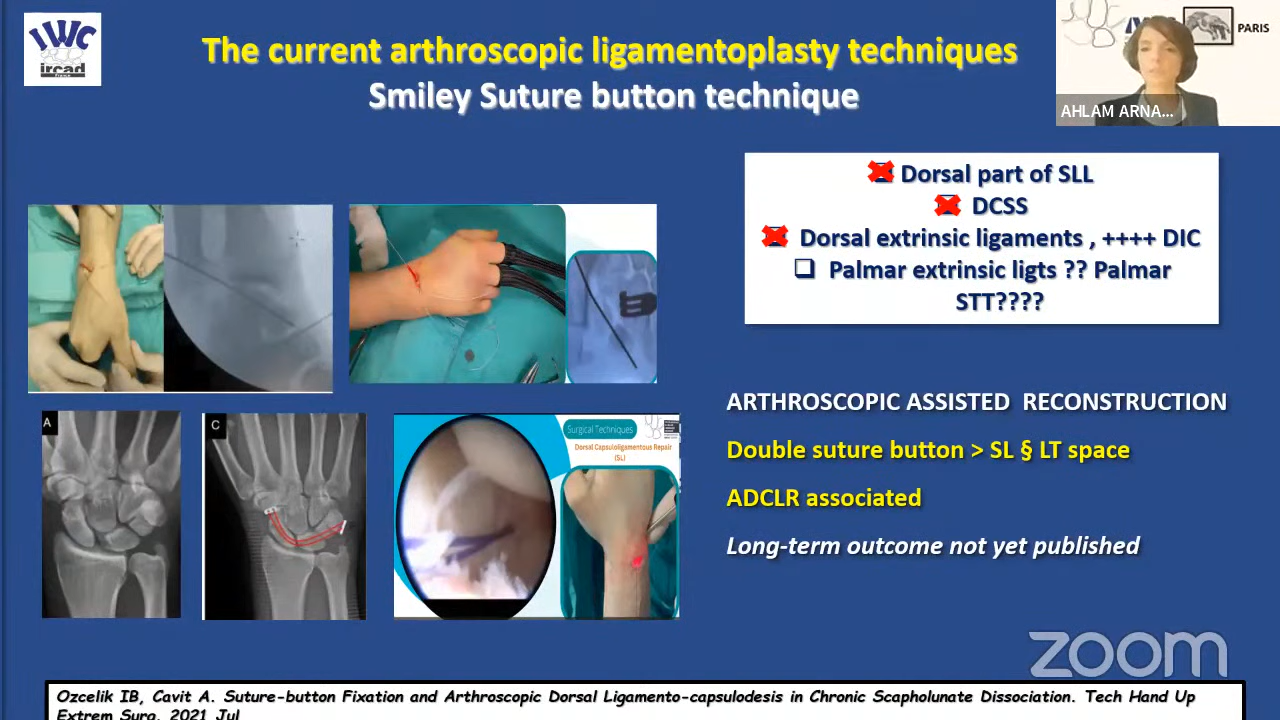 IWC
ircad
France
The current arthroscopic ligamentoplasty techniques
Smiley Suture button technique
PARIS
AHLAM ARNA...
Dorsal part of SLL
DCSS
Dorsal extrinsic ligaments , ++++ DIC
Palmar extrinsic ligts ?? Palmar
STT????
A
C
Surgical Techniques
Dorsal Capsuloligamentous Repair
(SL)
ARTHROSCOPIC ASSISTED RECONSTRUCTION
Double suture button > SL § LT space
ADCLR associated
Long-term outcome not yet published
zoom
Ozcelik IB, Cavit A. Suture-button Fixation and Arthroscopic Dorsal Ligamento-capsulodesis in Chronic Scapholunate Dissociation. Tech Hand Up
Extrem Surg. 2021 Jul